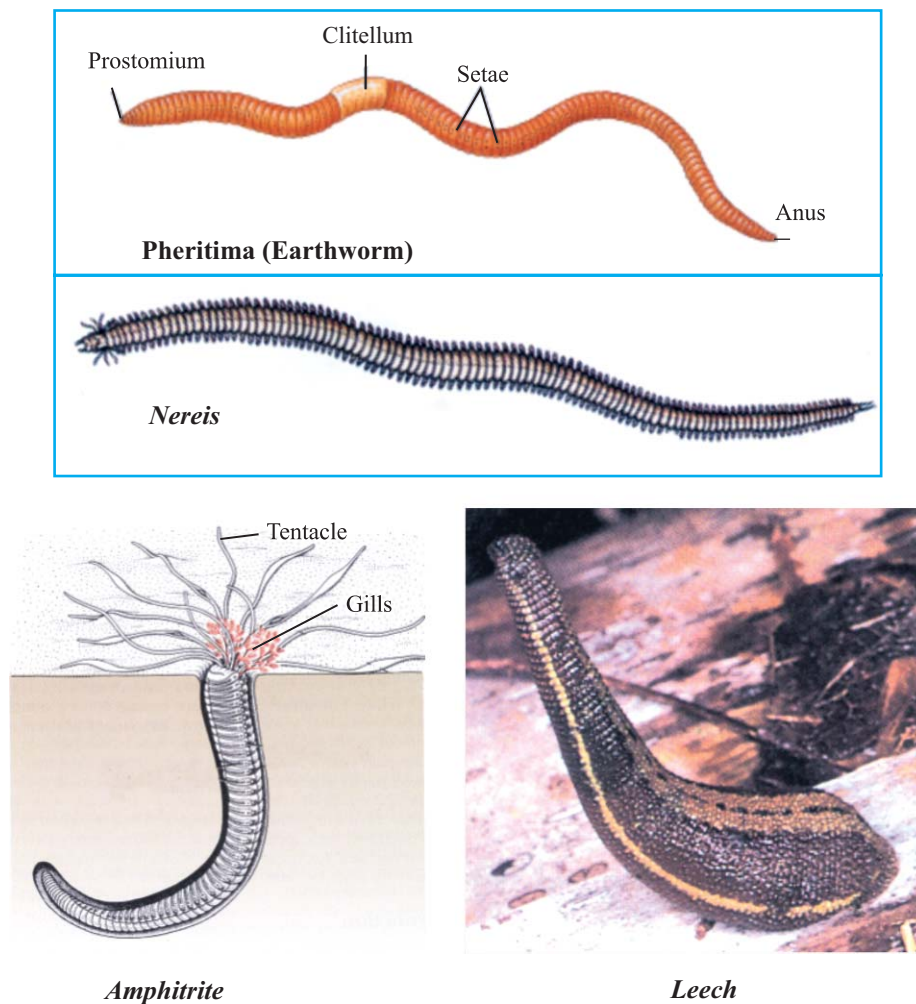 Clitellum
Prostomium
Setae
Anus
Pheritima (Earthworm)
Nereis
Tentacle
Gills
Amphitrite
Leech